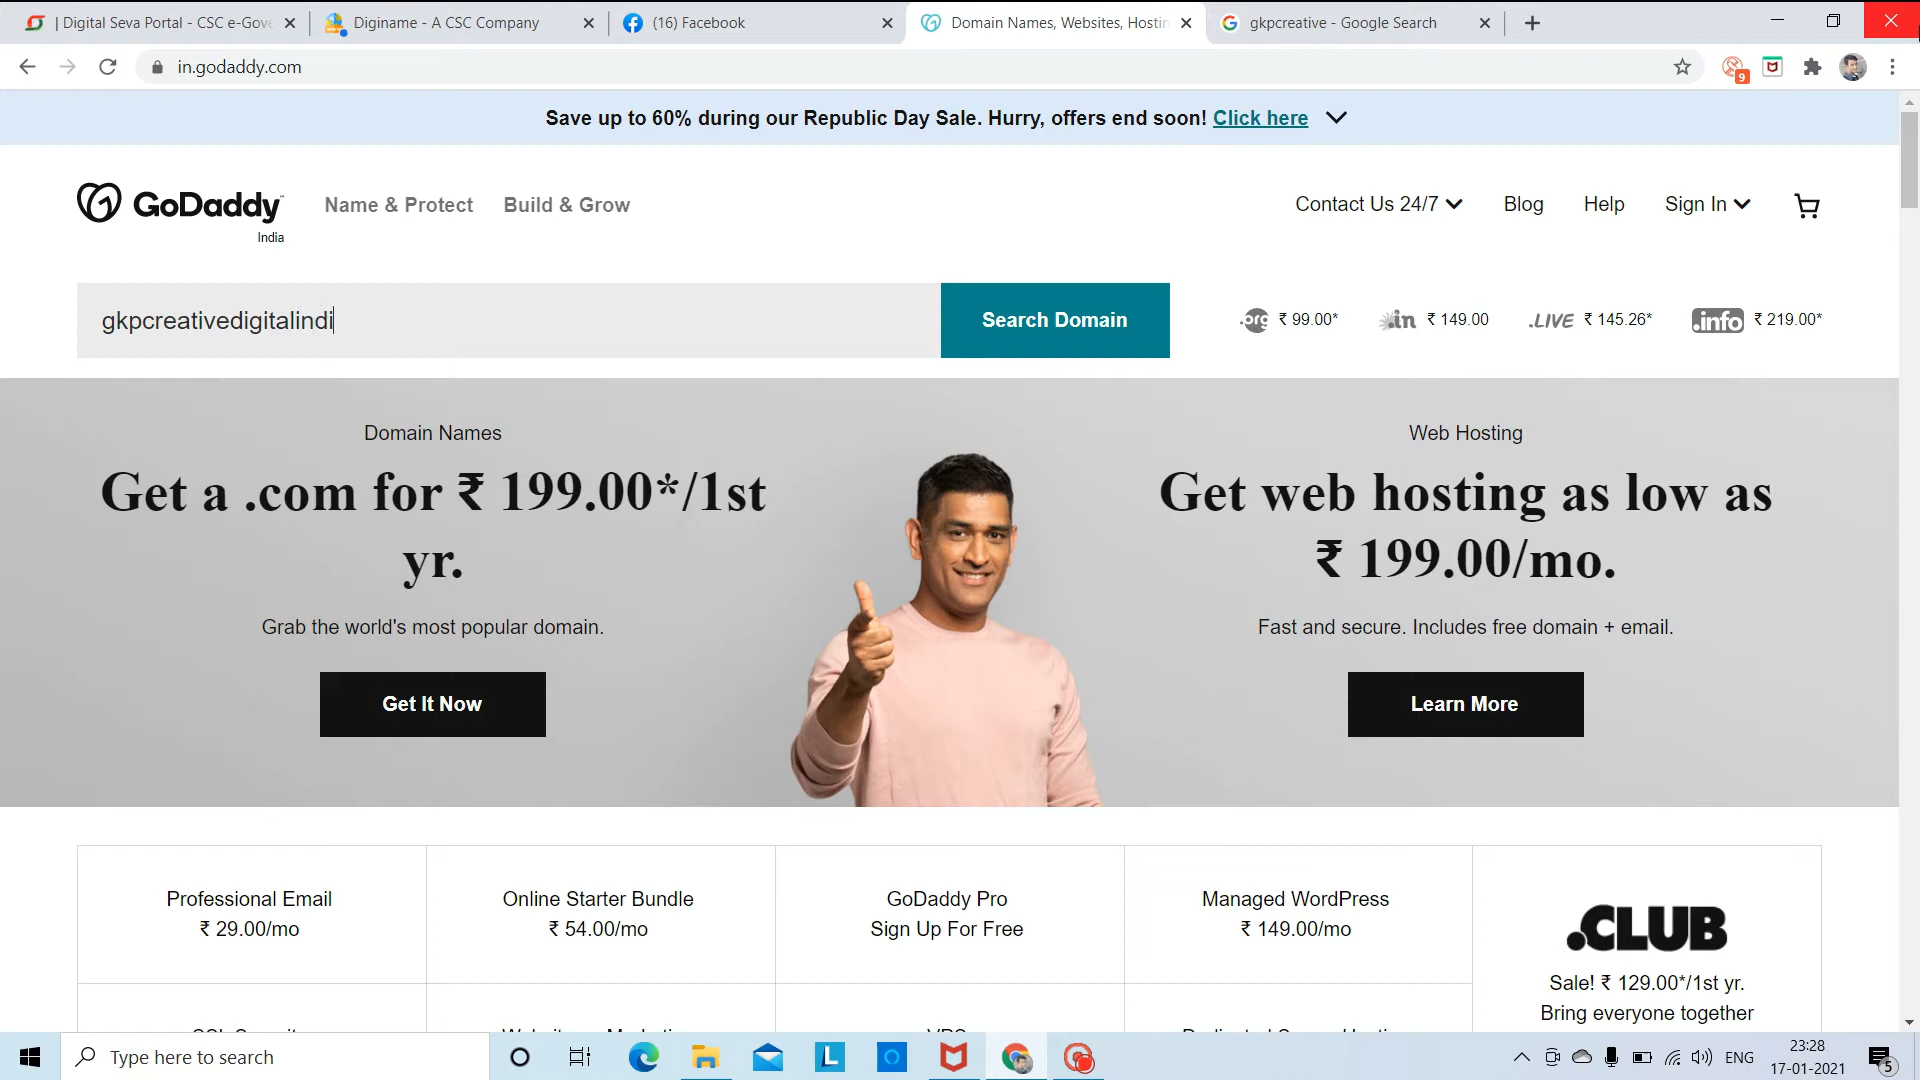 | Digital Seva Portal - CSC e-Gove
Diginame - A CSC Company
(16) Facebook
Domain Names, Websites, Hostin
gkpcreative - Google Search
in.godaddy.com
9
Save up to 60% during our Republic Day Sale. Hurry, offers end soon! Click here
GoDaddy
India
Name & Protect
Build & Grow
Contact Us 24/7
Blog
Help
Sign In
gkpcreativedigitalindi
Search Domain
.org ₹ 99.00*
.in ₹ 149.00
.LIVE ₹ 145.26*
.info ₹ 219.00*
Domain Names
Get a .com for ₹ 199.00*/1st
yr.
Grab the world's most popular domain.
Get It Now
Web Hosting
Get web hosting as low as
₹ 199.00/mo.
Fast and secure. Includes free domain + email.
Learn More
Professional Email
₹ 29.00/mo
Online Starter Bundle
₹ 54.00/mo
GoDaddy Pro
Sign Up For Free
Managed WordPress
₹ 149.00/mo
.CLUB
Sale! ₹ 129.00*/1st yr.
Bring everyone together
Type here to search
L
ENG
23:28
17-01-2021
5